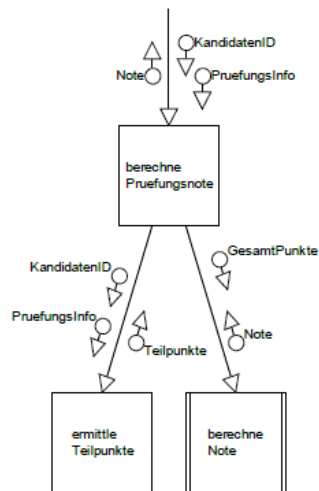 KandidatenID
Note
PruefungsInfo
berechne
Pruefungsnote
GesamtPunkte
KandidatenID
PruefungsInfo
Note
Teilpunkte
ermittle
Teilpunkte
berechne
Note